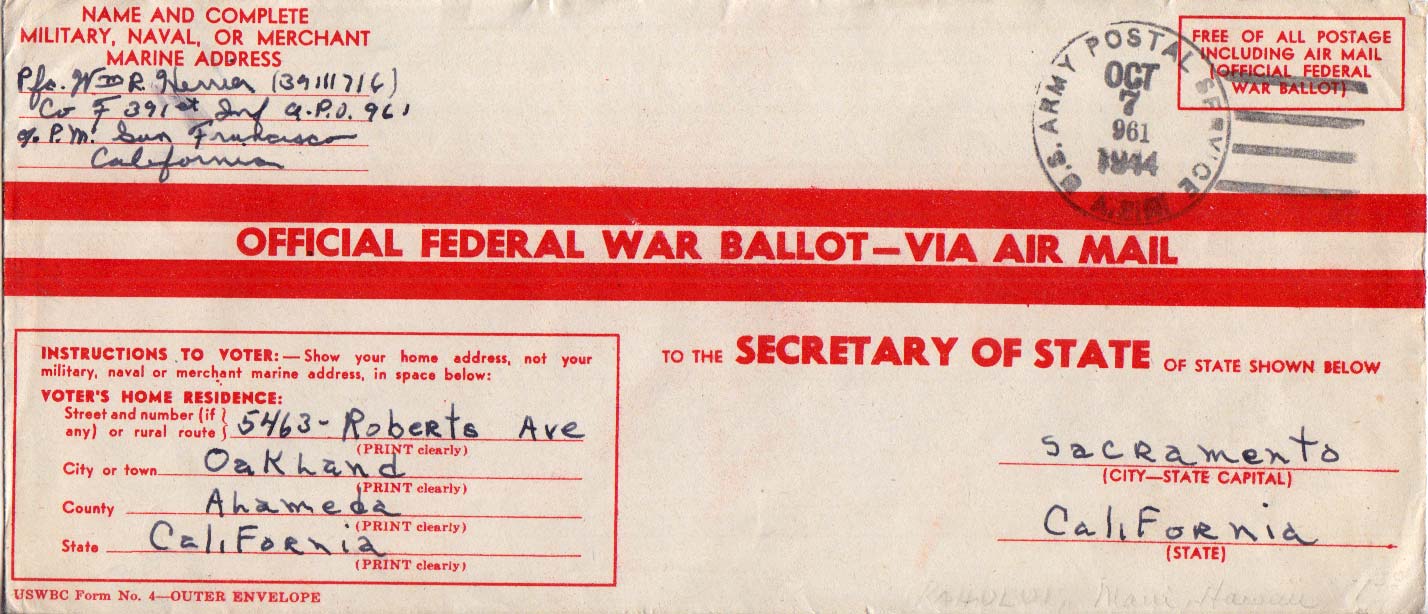 NAME AND COMPLETE
MILITARY, NAVAL, OR MERCHANT
MARINE ADDRESS
Pfc. Wm R. (39111716)
Co F 391st Inf A.P.O. 961
c/o P.M. San Francisco
California
U.S. ARMY POSTAL SERVICE
OCT
7
961
1944
FREE OF ALL POSTAGE
INCLUDING AIR MAIL
(OFFICIAL FEDERAL
WAR BALLOT)
OFFICIAL FEDERAL WAR BALLOT—VIA AIR MAIL
INSTRUCTIONS TO VOTER:—Show your home address, not your
military, naval or merchant marine address, in space below:
VOTER'S HOME RESIDENCE:
Street and number (if
any) or rural route } 5463- Roberts Ave
(PRINT clearly)
City or town Oakland
(PRINT clearly)
County Alameda
(PRINT clearly)
State California
(PRINT clearly)
USWBC Form No. 4—OUTER ENVELOPE
TO THE SECRETARY OF STATE OF STATE SHOWN BELOW
Sacramento
(CITY—STATE CAPITAL)
California
(STATE)
Kahului, Maui, Hawaii